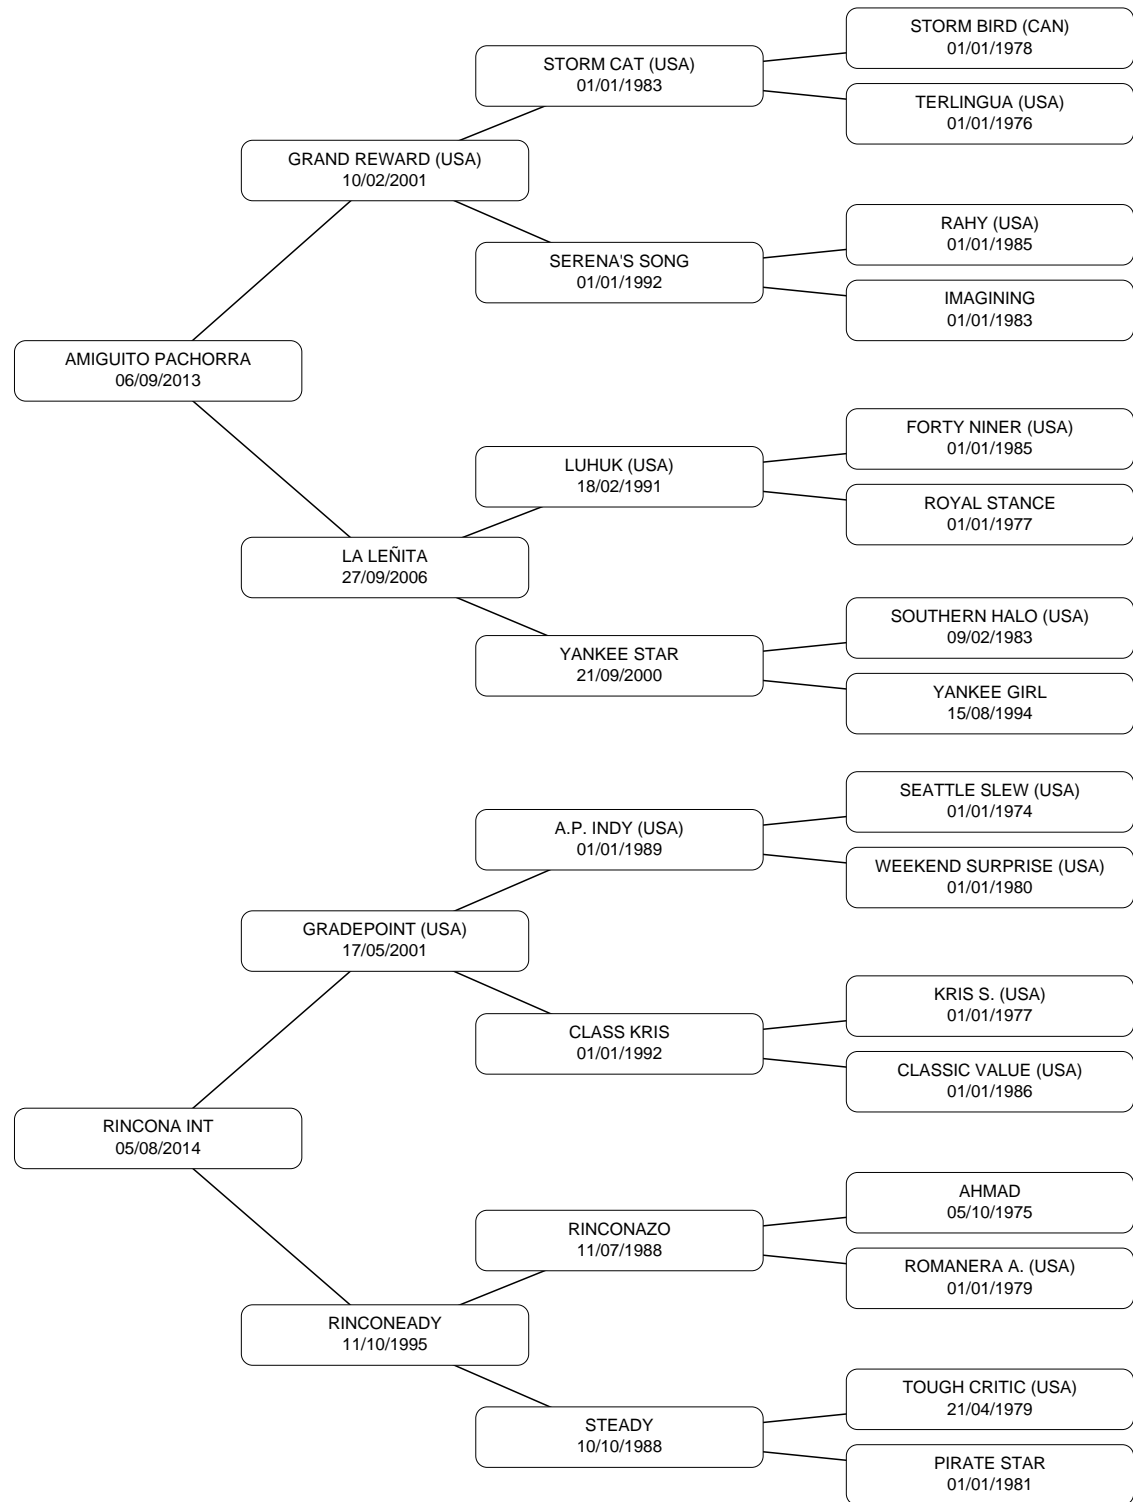 STORM BIRD (CAN)
01/01/1978
STORM CAT (USA)
01/01/1983
TERLINGUA (USA)
01/01/1976
GRAND REWARD (USA)
10/02/2001
RAHY (USA)
01/01/1985
SERENA'S SONG
01/01/1992
IMAGINING
01/01/1983
AMIGUITO PACHORRA
06/09/2013
FORTY NINER (USA)
01/01/1985
LUHUK (USA)
18/02/1991
ROYAL STANCE
01/01/1977
LA LEÑITA
27/09/2006
SOUTHERN HALO (USA)
09/02/1983
YANKEE STAR
21/09/2000
YANKEE GIRL
15/08/1994
SEATTLE SLEW (USA)
01/01/1974
A.P. INDY (USA)
01/01/1989
WEEKEND SURPRISE (USA)
01/01/1980
GRADEPOINT (USA)
17/05/2001
KRIS S. (USA)
01/01/1977
CLASS KRIS
01/01/1992
CLASSIC VALUE (USA)
01/01/1986
RINCONA INT
05/08/2014
AHMAD
05/10/1975
RINCONAZO
11/07/1988
ROMANERA A. (USA)
01/01/1979
RINCONEADY
11/10/1995
TOUGH CRITIC (USA)
21/04/1979
STEADY
10/10/1988
PIRATE STAR
01/01/1981